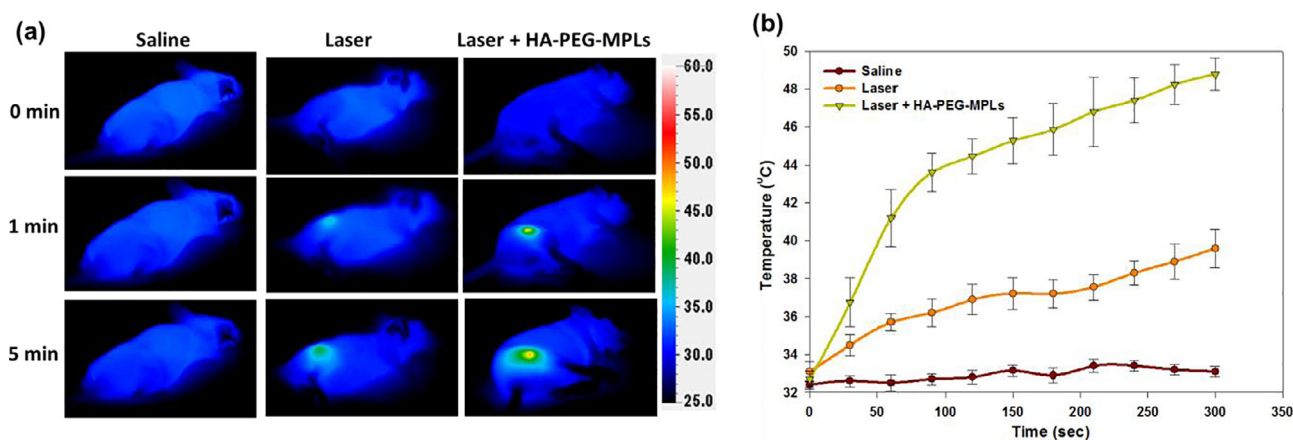 (a)
Saline
Laser
Laser + HA-PEG-MPLs
0 min
1 min
5 min
60.0
55.0
50.0
45.0
40.0
35.0
30.0
25.0
(b)
Saline
Laser
Laser + HA-PEG-MPLs
Temperature (°C)
50
48
46
44
42
40
38
36
34
32
0
50
100
150
200
250
300
350
Time (sec)